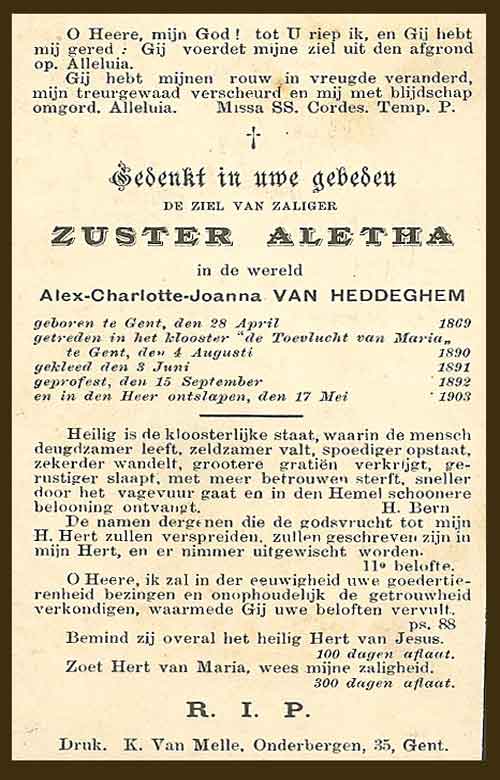 O Heere, mijn God! tot U riep ik, en Gij hebt
mij gered: Gij voerdet mijne ziel uit den afgrond
op. Alleluia.
Gij hebt mijnen rouw in vreugde veranderd,
mijn treurgewaad verscheurd en mij met blijdschap
omgord. Alleluia. Missa SS. Cordes. Temp. P.
†
Gedenkt in uwe gebeden
DE ZIEL VAN ZALIGER
ZUSTER ALETHA
in de wereld
Alex-Charlotte-Joanna VAN HEDDEGHEM
geboren te Gent, den 28 April 1869
getreden in het klooster "de Toevlucht van Maria„
te Gent, den 4 Augusti 1890
gekleed den 3 Juni 1891
geprofest, den 15 September 1892
en in den Heer ontslapen, den 17 Mei 1903
Heilig is de kloosterlijke staat, waarin de mensch
deugdzamer leeft, zeldzamer valt, spoediger opstaat,
zekerder wandelt, grootere gratiën verkrijgt, ge-
rustiger slaapt, met meer betrouwen sterft, sneller
door het vagevuur gaat en in den Hemel schoonere
belooning ontvangt. H. Bern
De namen dergenen die de godsvrucht tot mijn
H. Hert zullen verspreiden, zullen geschreven zijn in
mijn Hert, en er nimmer uitgewischt worden.
11e belofte.
O Heere, ik zal in der eeuwigheid uwe goedertie-
renheid bezingen en onophoudelijk de getrouwheid
verkondigen, waarmede Gij uwe beloften vervult.
ps. 88
Bemind zij overal het heilig Hert van Jesus.
100 dagen aflaat.
Zoet Hert van Maria, wees mijne zaligheid.
300 dagen aflaat.
R. I. P.
Druk. K. Van Melle, Onderbergen, 35, Gent.